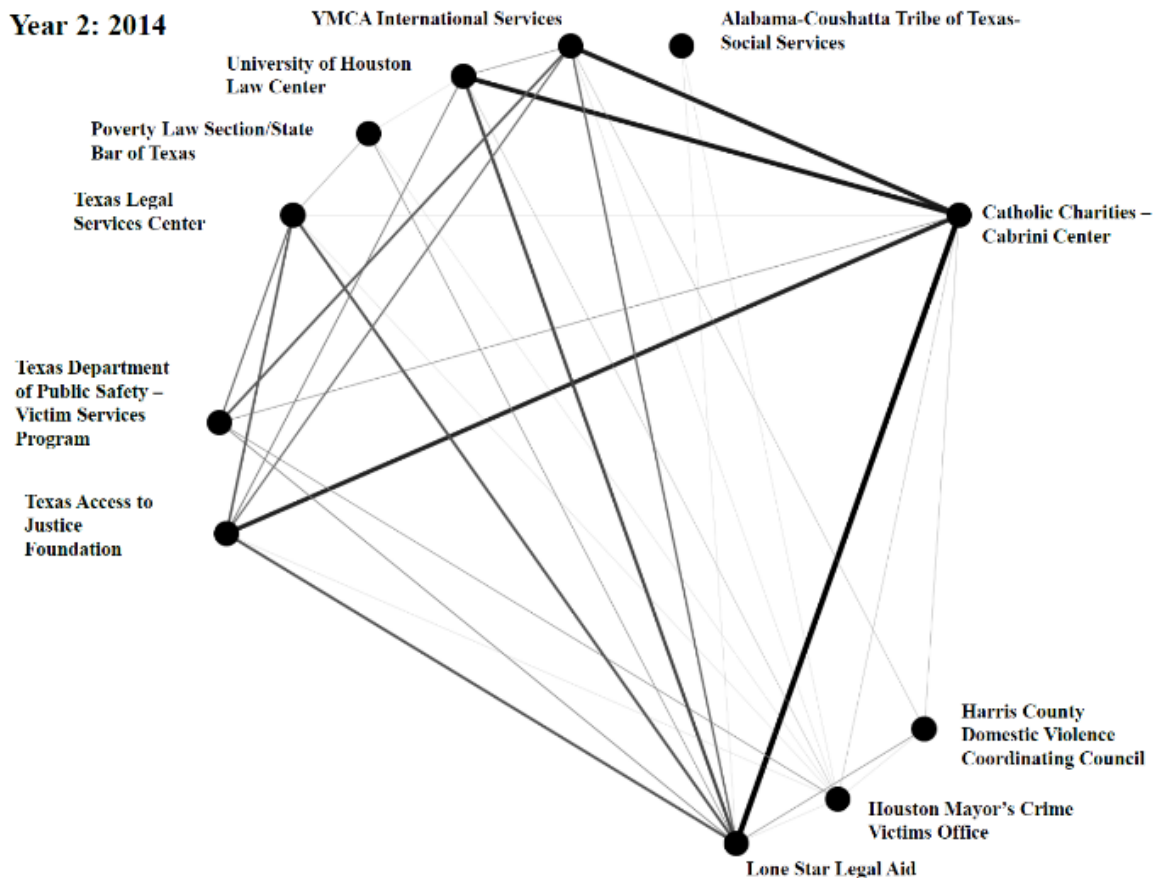 Year 2: 2014
YMCA International Services
Alabama-Coushatta Tribe of Texas-
Social Services
University of Houston
Law Center
Poverty Law Section/State
Bar of Texas
Texas Legal
Services Center
Catholic Charities –
Cabrini Center
Texas Department
of Public Safety –
Victim Services
Program
Texas Access to
Justice
Foundation
Harris County
Domestic Violence
Coordinating Council
Houston Mayor's Crime
Victims Office
Lone Star Legal Aid